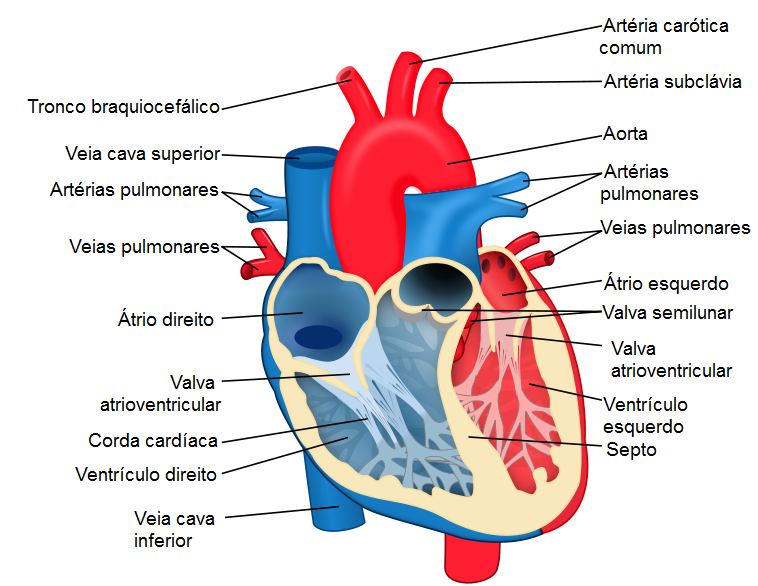 Tronco braquiocefálico
Veia cava superior
Artérias pulmonares
Veias pulmonares
Átrio direito
Valva
atrioventricular
Corda cardíaca
Ventrículo direito
Veia cava
inferior
Artéria carótica
comum
Artéria subclávia
Aorta
Artérias
pulmonares
Veias pulmonares
Átrio esquerdo
Valva semilunar
Valva
atrioventricular
Ventrículo
esquerdo
Septo